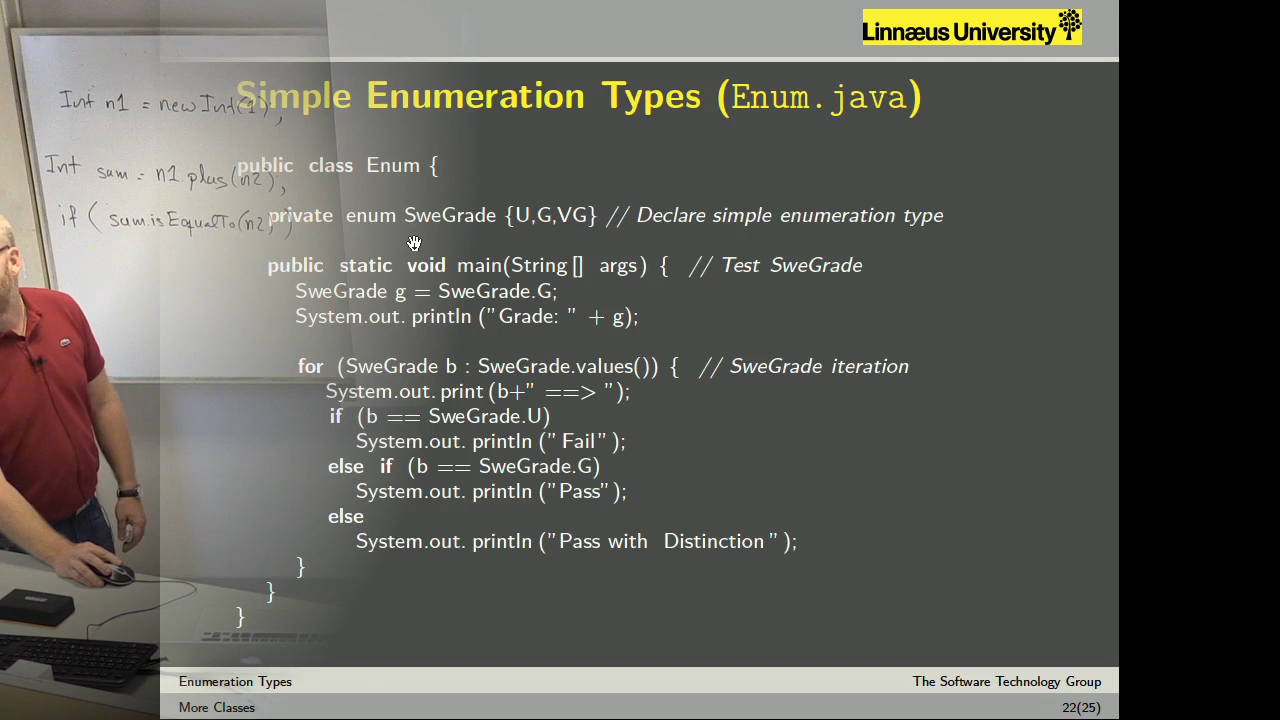 Linnæus University
Simple Enumeration Types (Enum.java)
Int n1 = new Int(1);
Int sum = n1.plus(n2);
if ( sum.isEqualTo(n2) )
public class Enum {
private enum SweGrade {U,G,VG} // Declare simple enumeration type
public static void main(String[] args) { // Test SweGrade
SweGrade g = SweGrade.G;
System.out.println("Grade: " + g);
for (SweGrade b : SweGrade.values()) { // SweGrade iteration
System.out.print(b+" ==> ");
if (b == SweGrade.U)
System.out.println("Fail");
else if (b == SweGrade.G)
System.out.println("Pass");
else
System.out.println("Pass with Distinction");
}
}
}
Enumeration Types
The Software Technology Group
More Classes
22(25)